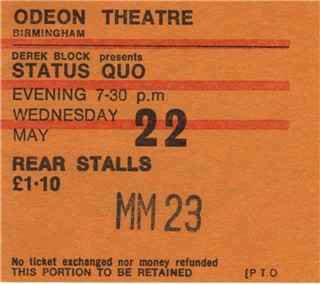 ODEON THEATRE
BIRMINGHAM
DEREK BLOCK presents
STATUS QUO
EVENING 7-30 p.m.
WEDNESDAY
MAY 22
REAR STALLS
£1·10
MM 23
No ticket exchanged nor money refunded
THIS PORTION TO BE RETAINED [P T O